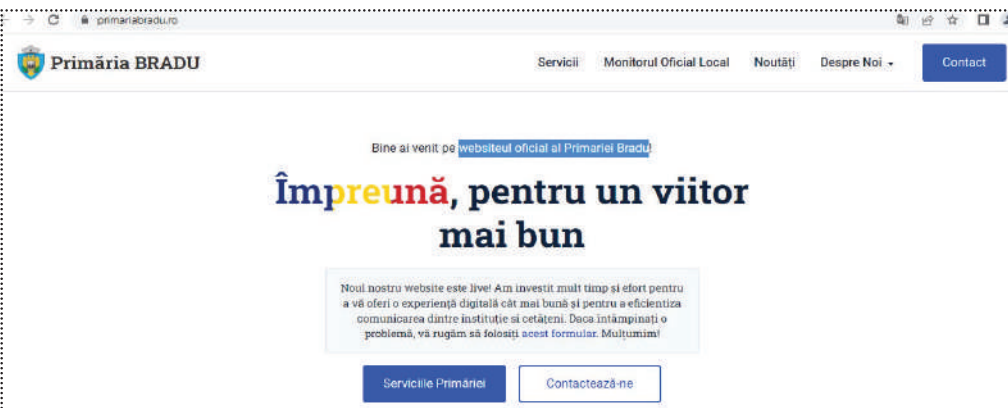 primariabradu.ro
Primăria BRADU
Servicii Monitorul Oficial Local Noutăți Despre Noi Contact
Bine ai venit pe websiteul oficial al Primariei Bradu!
Împreună, pentru un viitor
mai bun
Noul nostru website este live! Am investit mult timp și efort pentru
a vă oferi o experiență digitală cât mai bună și pentru a eficientiza
comunicarea dintre instituție si cetățeni. Daca întâmpinați o
problemă, vă rugăm să folosiți acest formular. Mulțumim!
Serviciile Primăriei Contactează-ne